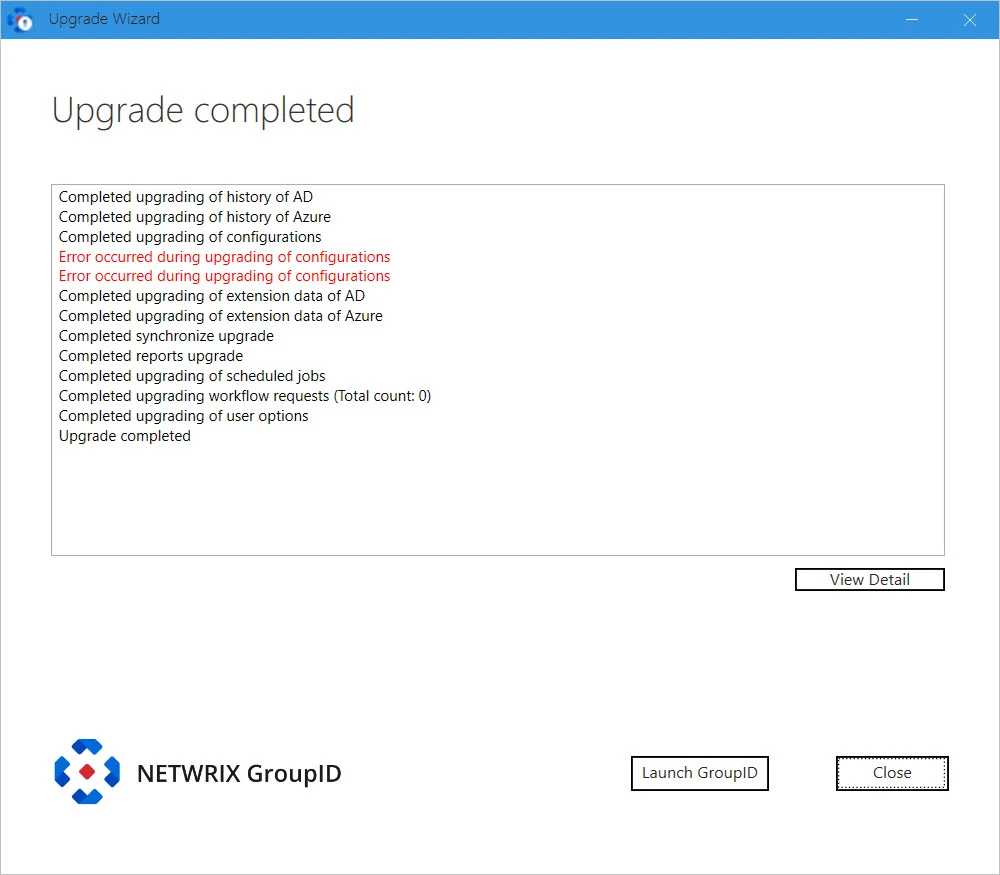 Upgrade Wizard
Upgrade completed
Completed upgrading of history of AD
Completed upgrading of history of Azure
Completed upgrading of configurations
Error occurred during upgrading of configurations
Error occurred during upgrading of configurations
Completed upgrading of extension data of AD
Completed upgrading of extension data of Azure
Completed synchronize upgrade
Completed reports upgrade
Completed upgrading of scheduled jobs
Completed upgrading workflow requests (Total count: 0)
Completed upgrading of user options
Upgrade completed
View Detail
NETWRIX GroupID
Launch GroupID
Close